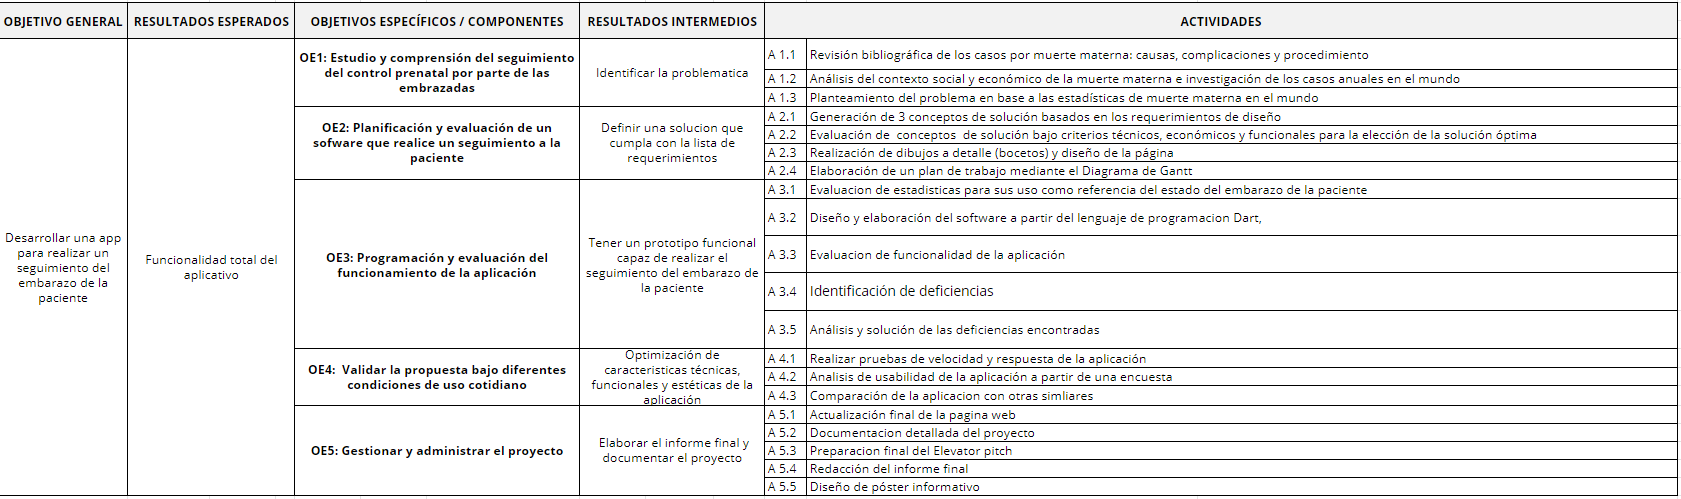 OBJETIVO GENERAL
RESULTADOS ESPERADOS
OBJETIVOS ESPECÍFICOS / COMPONENTES
RESULTADOS INTERMEDIOS
ACTIVIDADES
Desarrollar una app
para realizar un
seguimiento del
embarazo de la
paciente
Funcionalidad total del
aplicativo
OE1: Estudio y comprensión del seguimiento
del control prenatal por parte de las
embrazadas
Identificar la problematica
A 1.1 Revisión bibliográfica de los casos por muerte materna: causas, complicaciones y procedimiento
A 1.2 Análisis del contexto social y económico de la muerte materna e investigación de los casos anuales en el mundo
A 1.3 Planteamiento del problema en base a las estadísticas de muerte materna en el mundo
OE2: Planificación y evaluación de un
sofware que realice un seguimiento a la
paciente
Definir una solucion que
cumpla con la lista de
requerimientos
A 2.1 Generación de 3 conceptos de solución basados en los requerimientos de diseño
A 2.2 Evaluación de conceptos de solución bajo criterios técnicos, económicos y funcionales para la elección de la solución óptima
A 2.3 Realización de dibujos a detalle (bocetos) y diseño de la página
A 2.4 Elaboración de un plan de trabajo mediante el Diagrama de Gantt
OE3: Programación y evaluación del
funcionamiento de la aplicación
Tener un prototipo funcional
capaz de realizar el
seguimiento del embarazo de
la paciente
A 3.1 Evaluacion de estadisticas para sus uso como referencia del estado del embarazo de la paciente
A 3.2 Diseño y elaboración del software a partir del lenguaje de programacion Dart,
A 3.3 Evaluacion de funcionalidad de la aplicación
A 3.4 Identificación de deficiencias
A 3.5 Análisis y solución de las deficiencias encontradas
OE4: Validar la propuesta bajo diferentes
condiciones de uso cotidiano
Optimización de
caracteristicas técnicas,
funcionales y estéticas de la
aplicación
A 4.1 Realizar pruebas de velocidad y respuesta de la aplicación
A 4.2 Analisis de usabilidad de la aplicación a partir de una encuesta
A 4.3 Comparación de la aplicacion con otras simliares
OE5: Gestionar y administrar el proyecto
Elaborar el informe final y
documentar el proyecto
A 5.1 Actualización final de la pagina web
A 5.2 Documentacion detallada del proyecto
A 5.3 Preparacion final del Elevator pitch
A 5.4 Redacción del informe final
A 5.5 Diseño de póster informativo